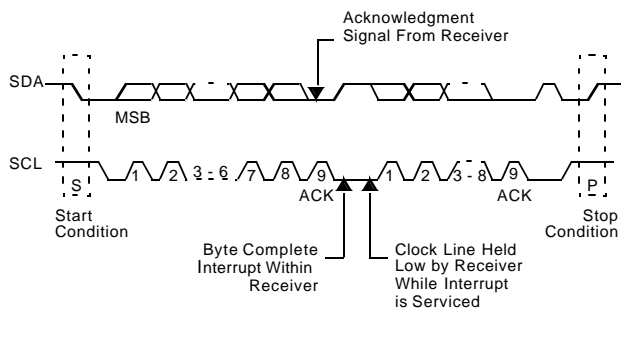 Acknowledgment
Signal From Receiver
SDA
MSB
SCL
S 1 2 3 - 6 7 8 9 1 2 3 - 8 9 P
ACK ACK
Start
Condition
Stop
Condition
Byte Complete
Interrupt Within
Receiver
Clock Line Held
Low by Receiver
While Interrupt
is Serviced